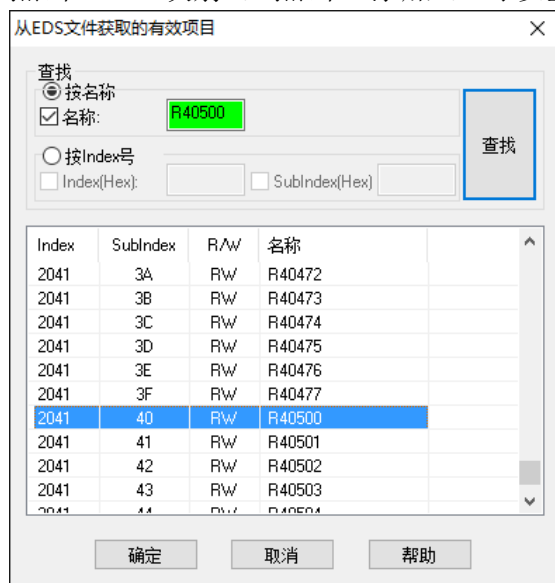 从EDS文件获取的有效项目
查找
按名称
名称: R40500
查找
按Index号
Index(Hex): SubIndex(Hex)
Index SubIndex R/W 名称
2041 3A RW R40472
2041 3B RW R40473
2041 3C RW R40474
2041 3D RW R40475
2041 3E RW R40476
2041 3F RW R40477
2041 40 RW R40500
2041 41 RW R40501
2041 42 RW R40502
2041 43 RW R40503
2041 44 RW R40504
确定 取消 帮助